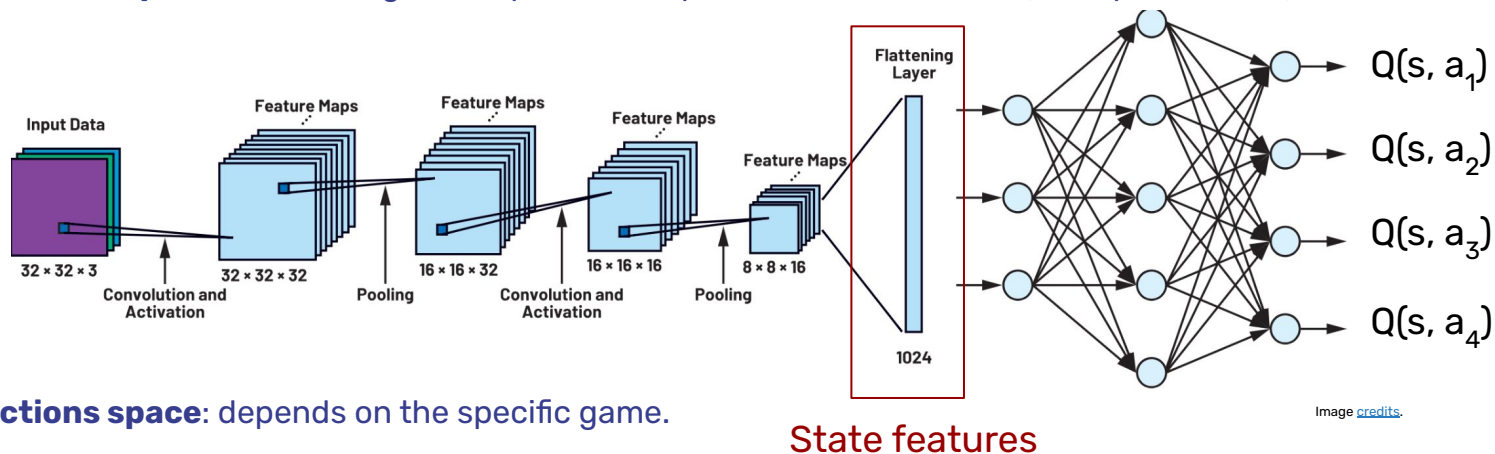 Flattening
Layer
Feature Maps
Feature Maps
Feature Maps
Feature Maps
Input Data
32 × 32 × 3
32 × 32 × 32
16 × 16 × 32
16 × 16 × 16
8 × 8 × 16
Convolution and
Activation
Pooling
Convolution and
Activation
Pooling
1024
Q(s, a₁)
Q(s, a₂)
Q(s, a₃)
Q(s, a₄)
ctions space: depends on the specific game.
Image credits.
State features